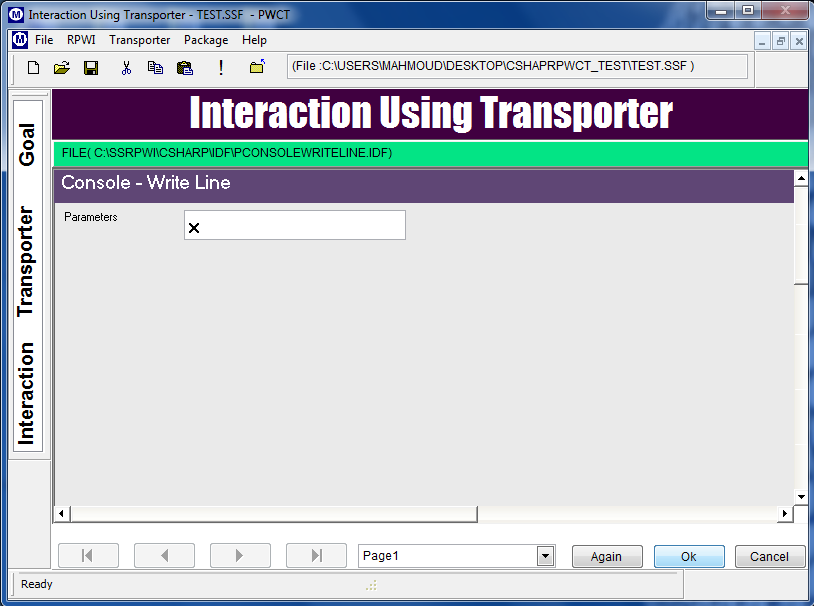 Interaction Using Transporter - TEST.SSF - PWCT
File RPWI Transporter Package Help
(File :C:\USERS\MAHMOUD\DESKTOP\CSHAPRPWCT_TEST\TEST.SSF )
Goal
Transporter
Interaction
Interaction Using Transporter
FILE( C:\SSRPWI\CSHARP\IDF\PCONSOLEWRITELINE.IDF)
Console - Write Line
Parameters
x
Page1
Again
Ok
Cancel
Ready